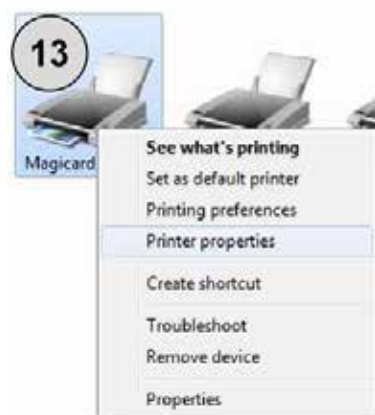 13
Magicard
See what's printing
Set as default printer
Printing preferences
Printer properties
Create shortcut
Troubleshoot
Remove device
Properties